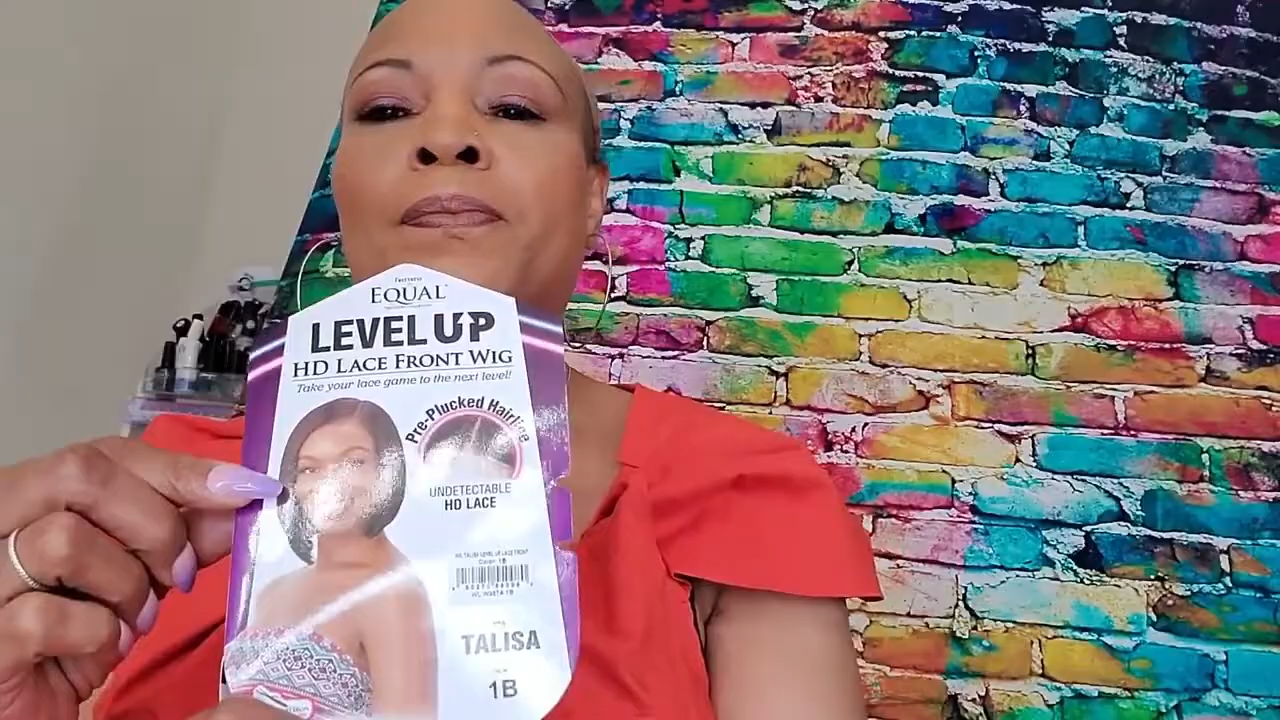 EQUAL
LEVEL UP
HD LACE FRONT WIG
Take your lace game to the next level!
Pre-Plucked Hairline
UNDETECTABLE
HD LACE
TALISA
1B